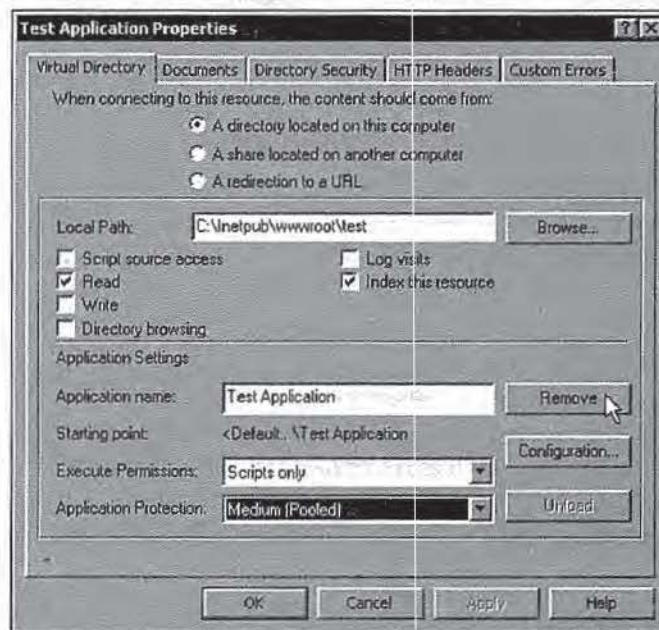 Test Application Properties
Virtual Directory Documents Directory Security HTTP Headers Custom Errors
When connecting to this resource, the content should come from:
A directory located on this computer
A share located on another computer
A redirection to a URL
Local Path: C:\Inetpub\wwwroot\test Browse...
Script source access Log visits
Read Index this resource
Write
Directory browsing
Application Settings
Application name: Test Application Remove
Starting point: <Default.. \Test Application
Configuration...
Execute Permissions: Scripts only
Application Protection: Medium (Pooled) Unload
OK Cancel Apply Help